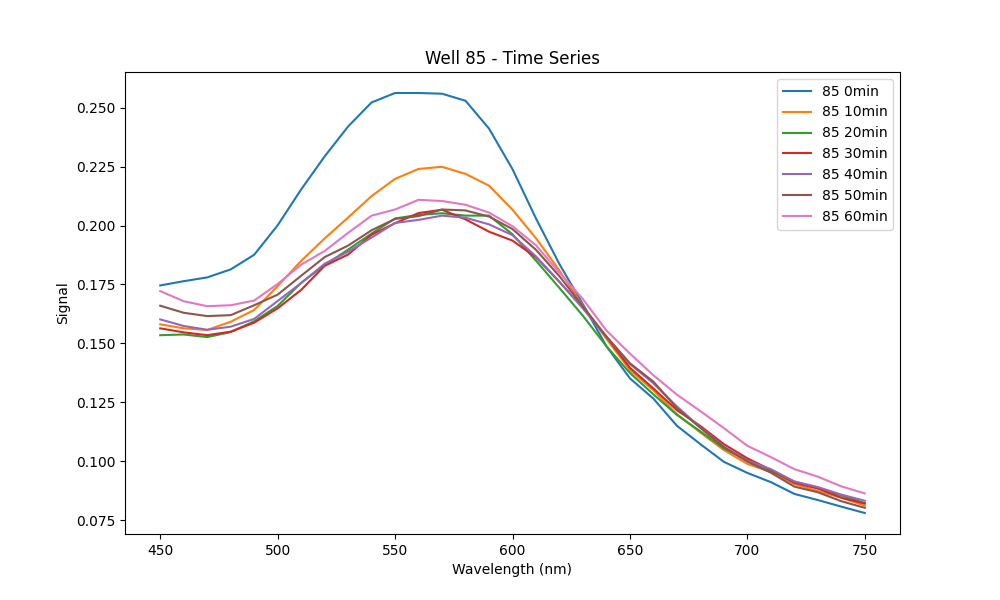 Well 85 - Time Series
85 0min
85 10min
85 20min
85 30min
85 40min
85 50min
85 60min
Signal
0.250
0.225
0.200
0.175
0.150
0.125
0.100
0.075
450 500 550 600 650 700 750
Wavelength (nm)